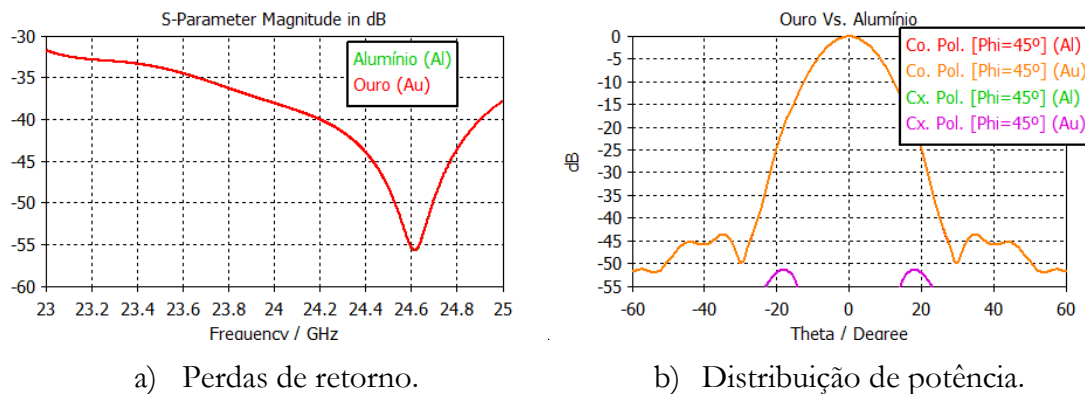 S-Parameter Magnitude in dB
-30
-35
-40
-45
-50
-55
-60
Alumínio (Al)
Ouro (Au)
23 23.2 23.4 23.6 23.8 24 24.2 24.4 24.6 24.8 25
Frequency / GHz
a) Perdas de retorno.
Ouro Vs. Alumínio
dB
0
-5
-10
-15
-20
-25
-30
-35
-40
-45
-50
-55
Co. Pol. [Phi=45º] (Al)
Co. Pol. [Phi=45º] (Au)
Cx. Pol. [Phi=45º] (Al)
Cx. Pol. [Phi=45º] (Au)
-60 -40 -20 0 20 40 60
Theta / Degree
b) Distribuição de potência.